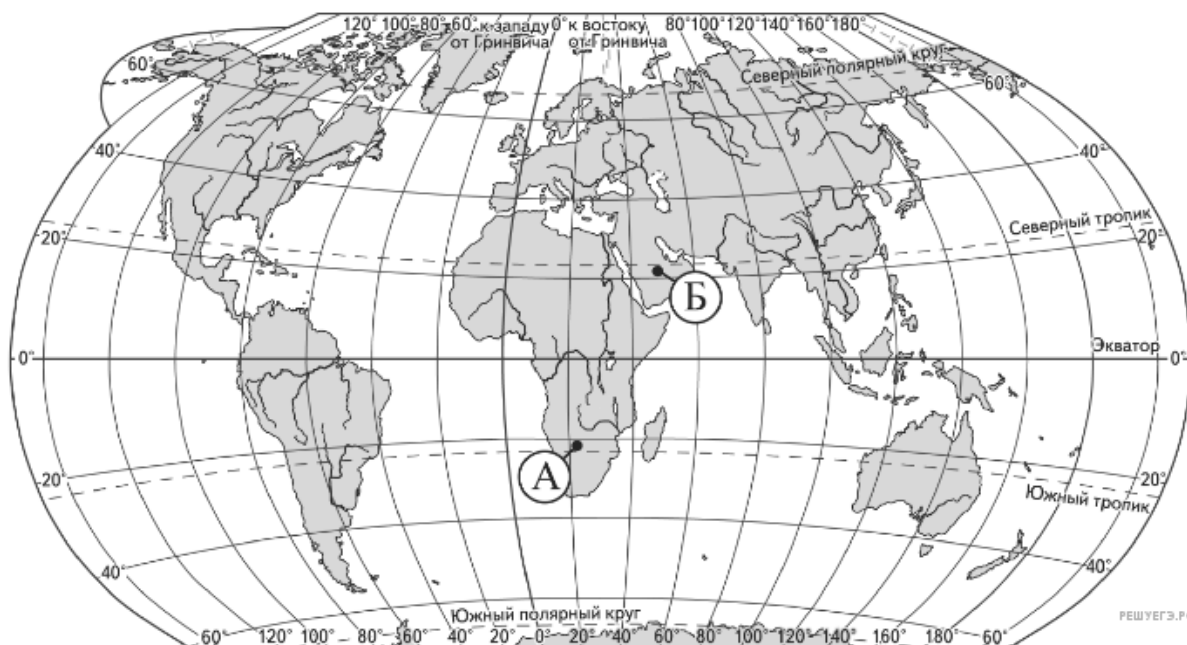 120° 100° 80° 60° к западу 0° к востоку 80° 100° 120° 140° 160° 180°
от Гринвича от Гринвича
60° Северный полярный круг 60°
40° 40°
Северный тропик
20° 20°
Б
0° Экватор 0°
А
20° 20°
Южный тропик
40° 40°
Южный полярный круг
60° 120° 100° 80° 60° 40° 20° 0° 20° 40° 60° 80° 100° 120° 140° 160° 180° 60°
РЕШУЕГЭ.РФ